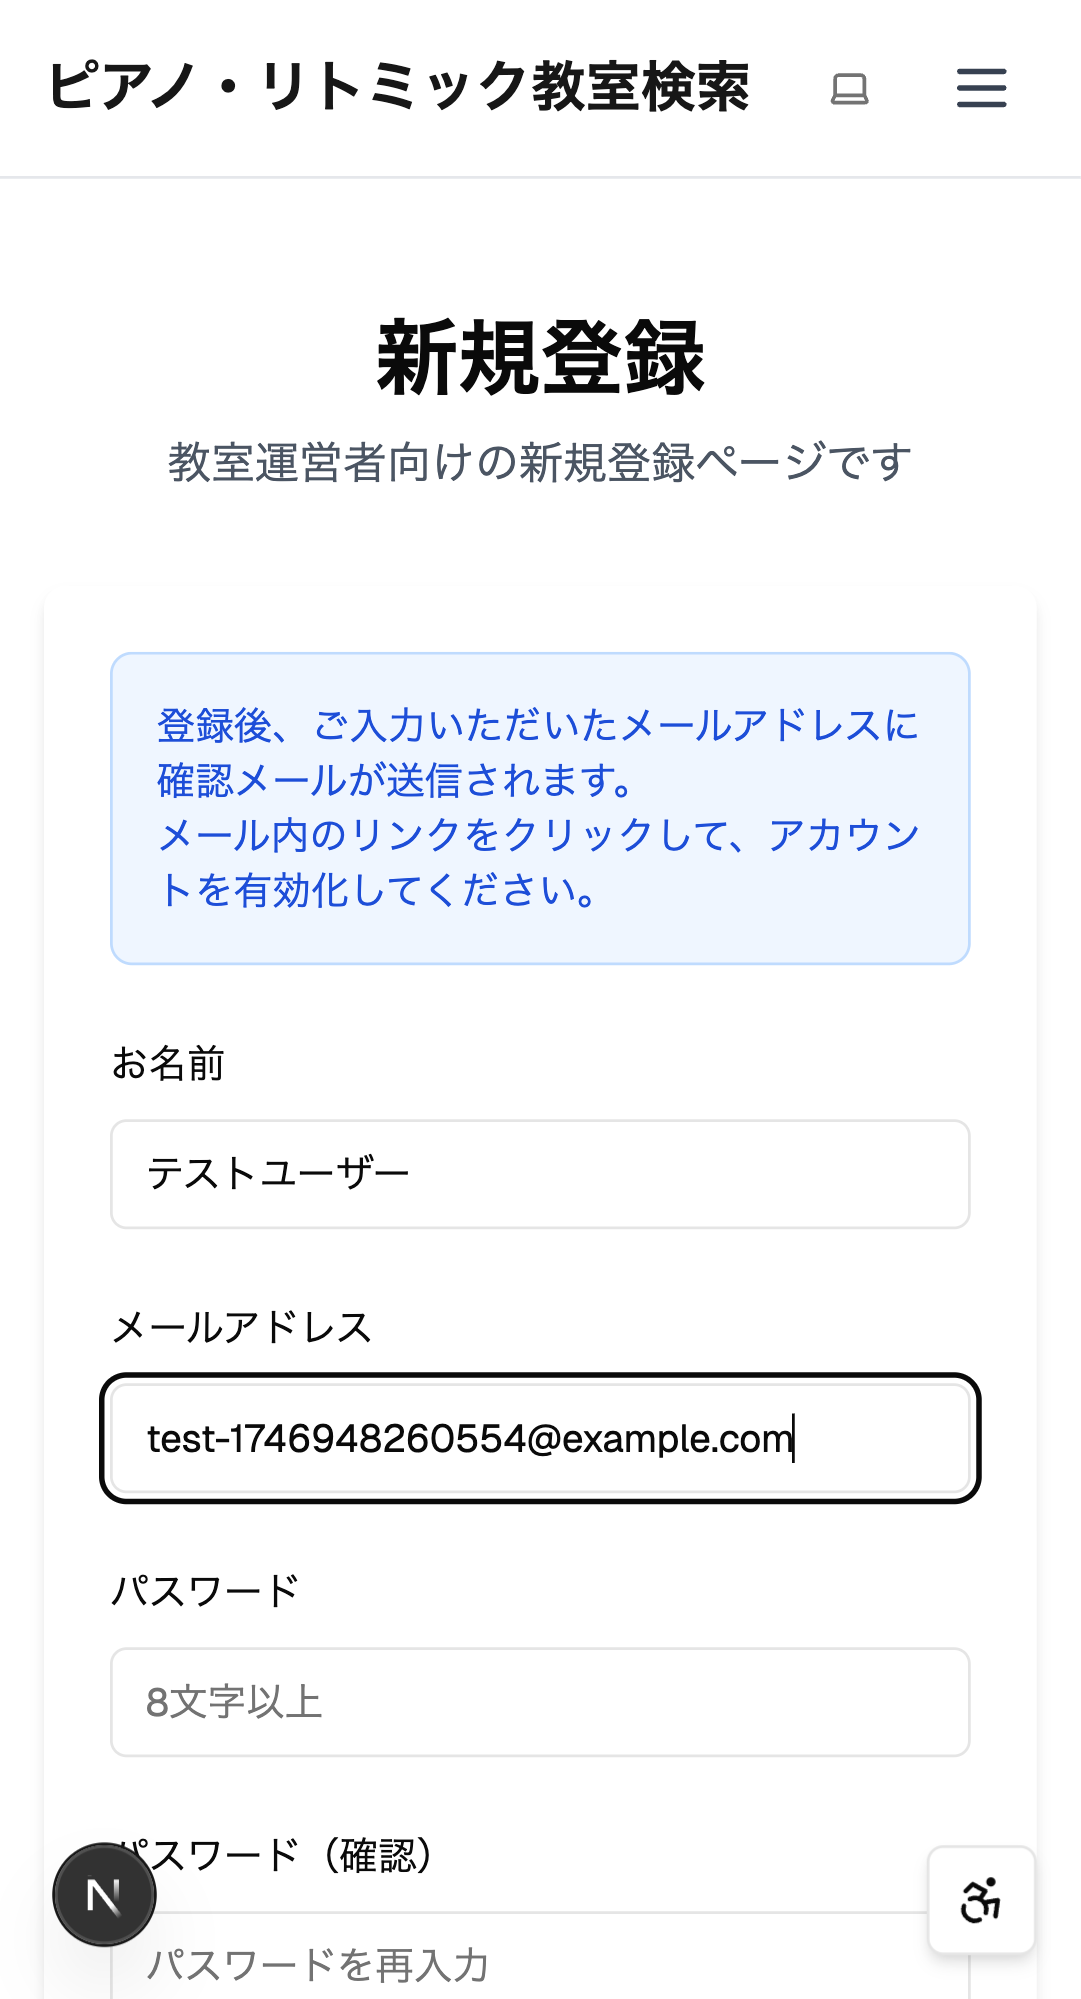 ピアノ・リトミック教室検索
新規登録
教室運営者向けの新規登録ページです
登録後、ご入力いただいたメールアドレスに
確認メールが送信されます。
メール内のリンクをクリックして、アカウン
トを有効化してください。
お名前
テストユーザー
メールアドレス
test-1746948260554@example.com
パスワード
8文字以上
パスワード（確認）
N
パスワードを再入力